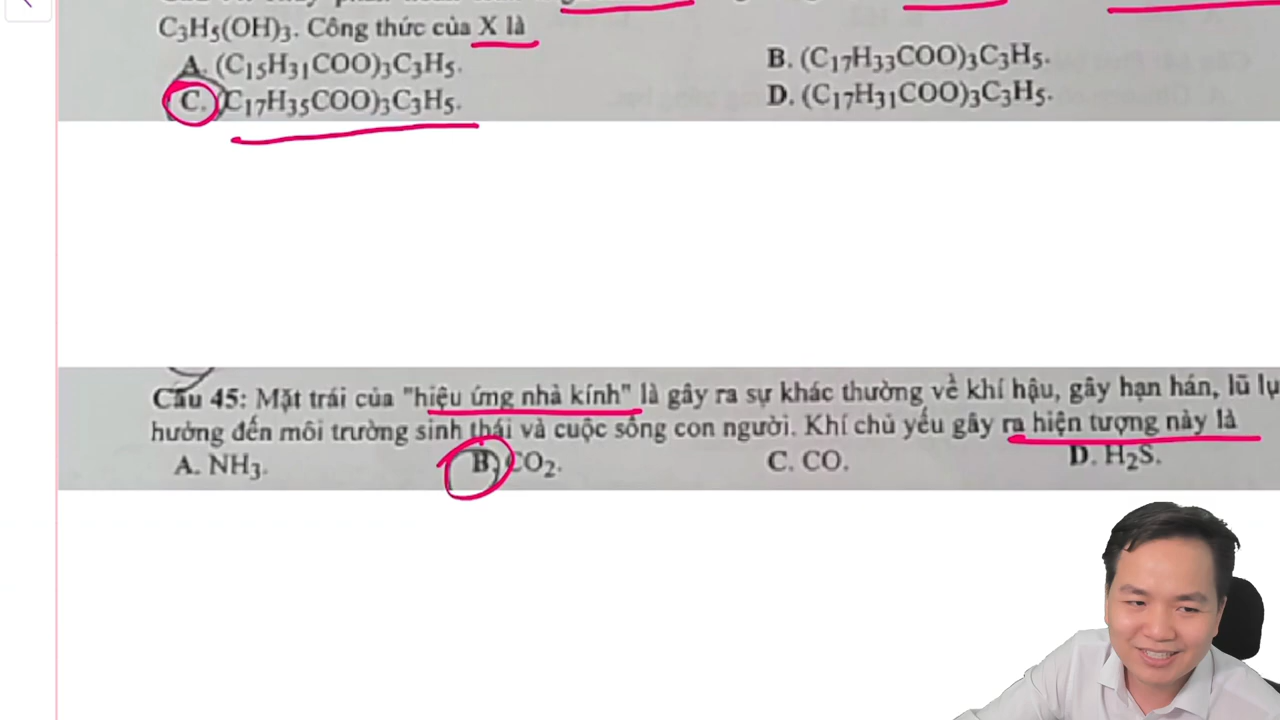 C₃H₅(OH)₃. Công thức của X là
A. (C₁₅H₃₁COO)₃C₃H₅.
B. (C₁₇H₃₃COO)₃C₃H₅.
C. (C₁₇H₃₅COO)₃C₃H₅.
D. (C₁₇H₃₁COO)₃C₃H₅.
Câu 45: Mặt trái của "hiệu ứng nhà kính" là gây ra sự khác thường về khí hậu, gây hạn hán, lũ lụ
hưởng đến môi trường sinh thái và cuộc sống con người. Khí chủ yếu gây ra hiện tượng này là
A. NH₃.
B. CO₂.
C. CO.
D. H₂S.